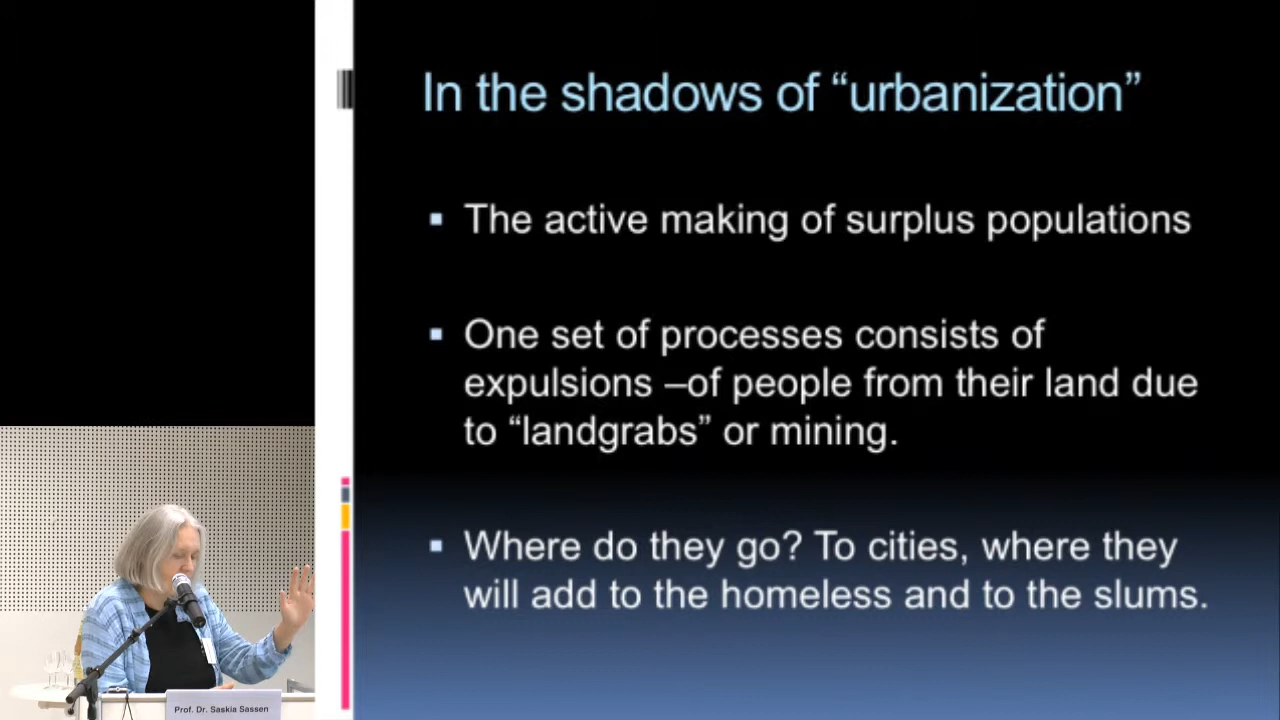 In the shadows of “urbanization”
The active making of surplus populations
One set of processes consists of
expulsions –of people from their land due
to “landgrabs” or mining.
Where do they go? To cities, where they
will add to the homeless and to the slums.
Prof. Dr. Saskia Sassen